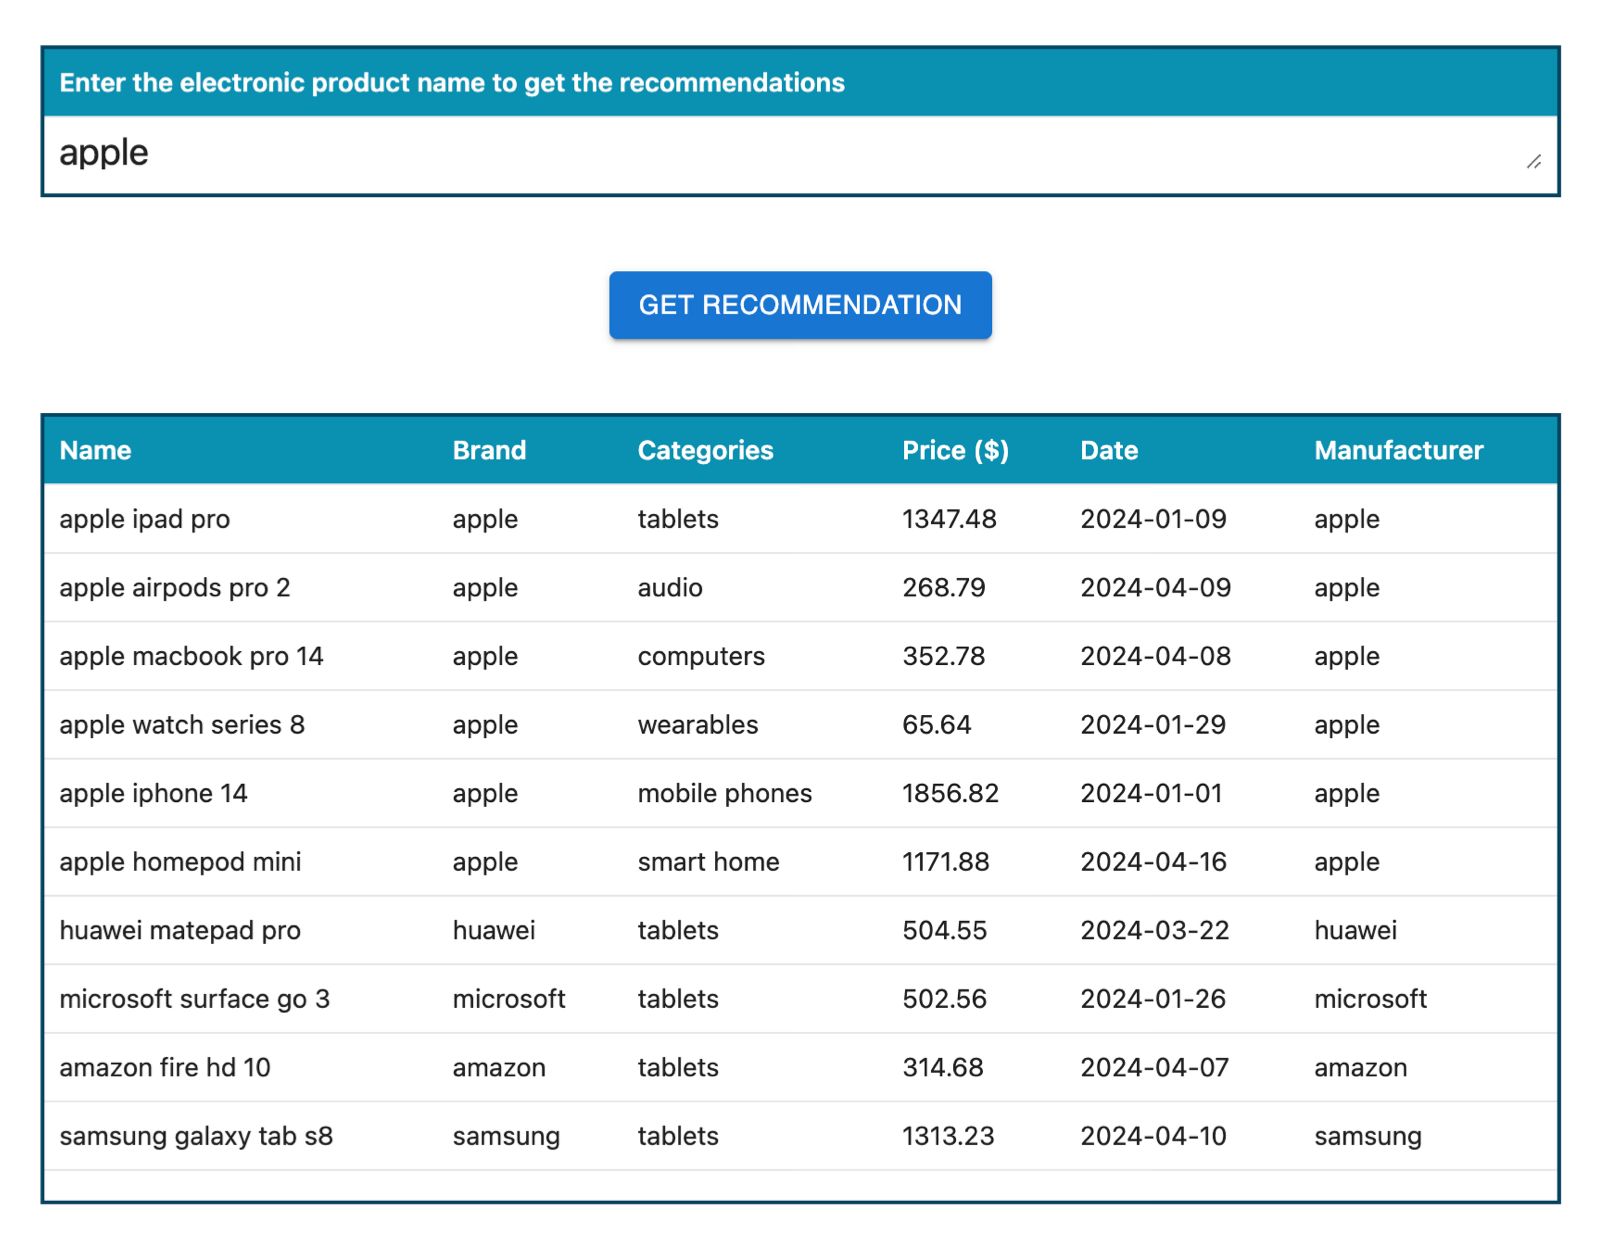 Enter the electronic product name to get the recommendations
apple
GET RECOMMENDATION
Name Brand Categories Price ($) Date Manufacturer
apple ipad pro apple tablets 1347.48 2024-01-09 apple
apple airpods pro 2 apple audio 268.79 2024-04-09 apple
apple macbook pro 14 apple computers 352.78 2024-04-08 apple
apple watch series 8 apple wearables 65.64 2024-01-29 apple
apple iphone 14 apple mobile phones 1856.82 2024-01-01 apple
apple homepod mini apple smart home 1171.88 2024-04-16 apple
huawei matepad pro huawei tablets 504.55 2024-03-22 huawei
microsoft surface go 3 microsoft tablets 502.56 2024-01-26 microsoft
amazon fire hd 10 amazon tablets 314.68 2024-04-07 amazon
samsung galaxy tab s8 samsung tablets 1313.23 2024-04-10 samsung